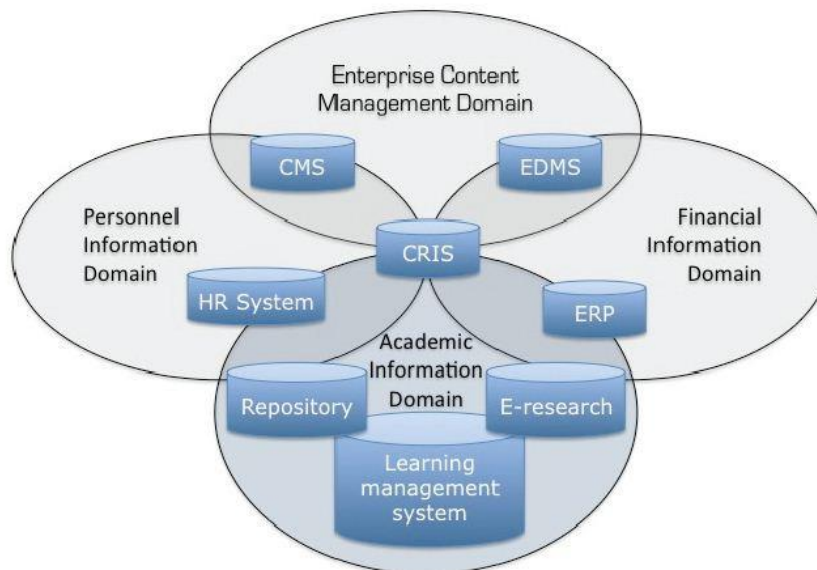 Enterprise Content
Management Domain
CMS
EDMS
Personnel
Information
Domain
Financial
Information
Domain
CRIS
HR System
ERP
Academic
Information
Domain
Repository
E-research
Learning
management
system